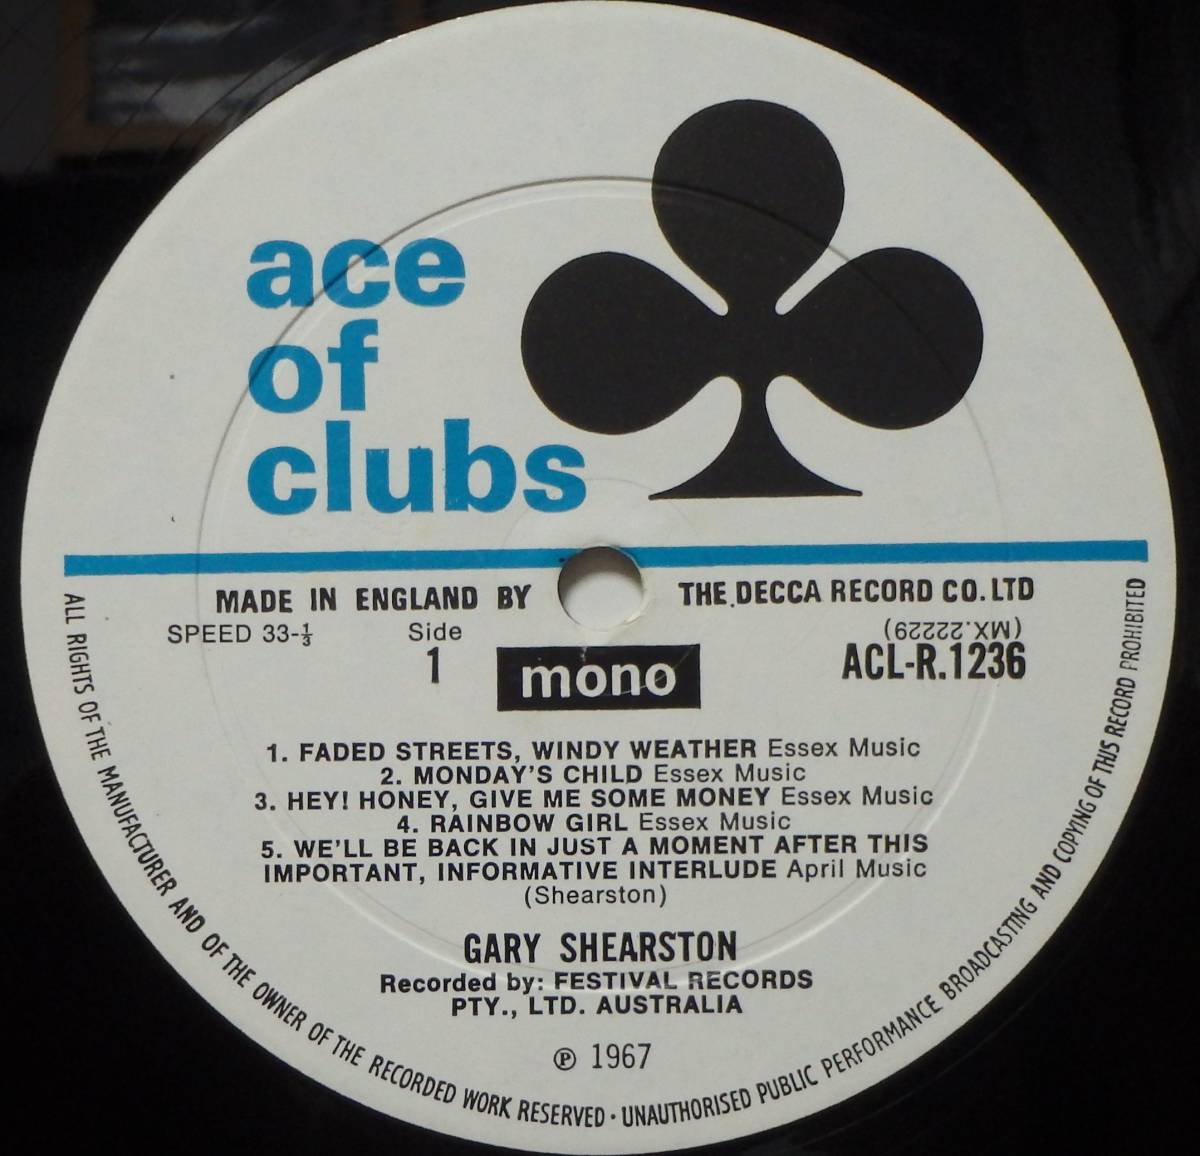 ace
of
clubs
MADE IN ENGLAND BY THE DECCA RECORD CO. LTD
SPEED 33-⅓ Side (MX.22229)
1 mono ACL-R.1236
1. FADED STREETS, WINDY WEATHER Essex Music
2. MONDAY'S CHILD Essex Music
3. HEY! HONEY, GIVE ME SOME MONEY Essex Music
4. RAINBOW GIRL Essex Music
5. WE'LL BE BACK IN JUST A MOMENT AFTER THIS
IMPORTANT, INFORMATIVE INTERLUDE April Music
(Shearston)
GARY SHEARSTON
Recorded by: FESTIVAL RECORDS
PTY., LTD. AUSTRALIA
℗ 1967
ALL RIGHTS OF THE MANUFACTURER AND OF THE OWNER OF THE RECORDED WORK RESERVED · UNAUTHORISED PUBLIC PERFORMANCE BROADCASTING AND COPYING OF THIS RECORD PROHIBITED